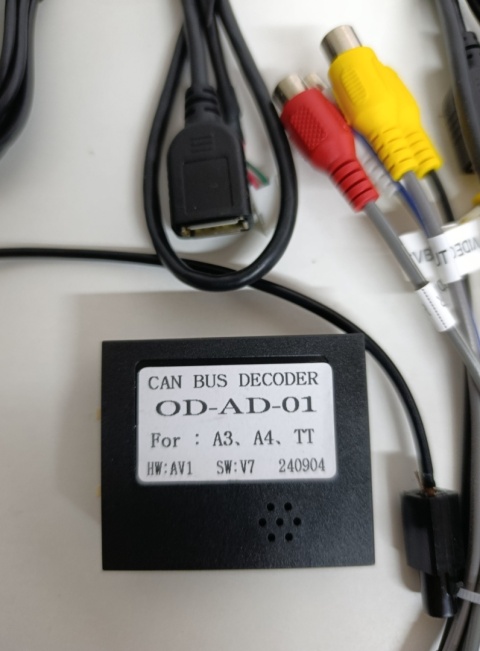 CAN BUS DECODER
OD-AD-01
For : A3、A4、TT
HW:AV1 SW:V7 240904